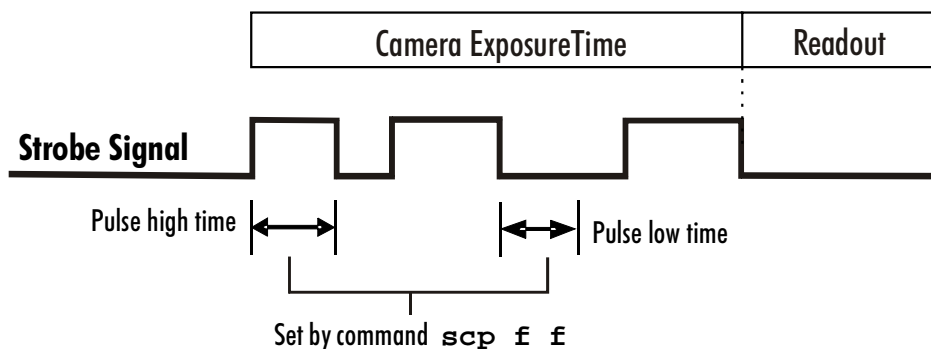 Camera ExposureTime
Readout
Strobe Signal
Pulse high time
Pulse low time
Set by command scp f f